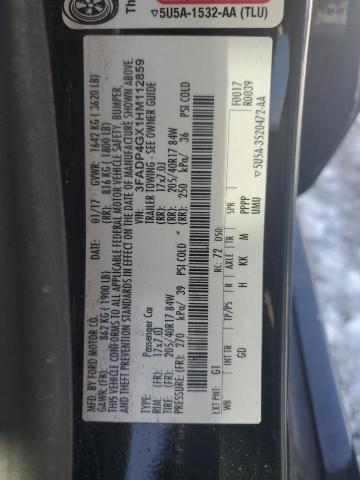 Th
▽5U5A-1532-AA (TLU)
MFD. BY FORD MOTOR CO.
01/17 GVWR: 1642 KG ( 3620 LB)
GAWR:(FR): 862 KG (1900 LB) (RR): 816 KG (1800 LB)
THIS VEHICLE CONFORMS TO ALL APPLICABLE FEDERAL MOTOR VEHICLE SAFETY, BUMPER,
AND THEFT PREVENTION STANDARDS IN EFFECT ON THE DATE OF MANUFACTURE SHOWN ABOVE.
VIN: 3FADP4GX1HM112859
TYPE: Passenger Car TRAILER TOWING - SEE OWNER GUIDE
RIM: (FR): 17x7.0J (RR): 17x7.0J
TIRE: (FR): 205/40R17 84W (RR): 205/40R17 84W
PRESSURE:(FR): 270 kPa/ 39 PSI COLD (RR): 250 kPa/ 36 PSI COLD
EXT PNT: G1 RC: 72 DSO: F0017
R0039
WB INT TR TP/PS R AXLE TR SPR
GD H KK M PPPP
UMU
▽5U5A-3520472-AA